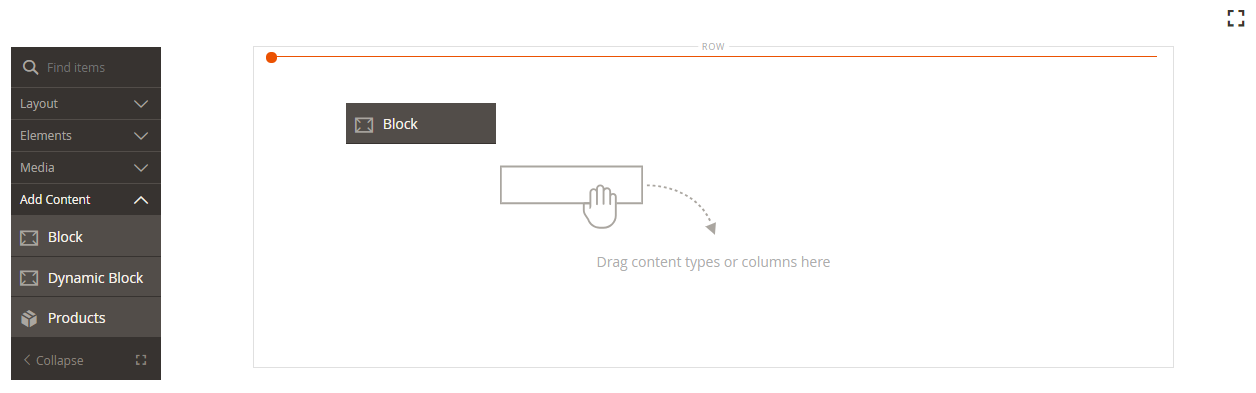 Find items
Layout
Elements
Media
Add Content
Block
Dynamic Block
Products
Collapse
ROW
Block
Drag content types or columns here